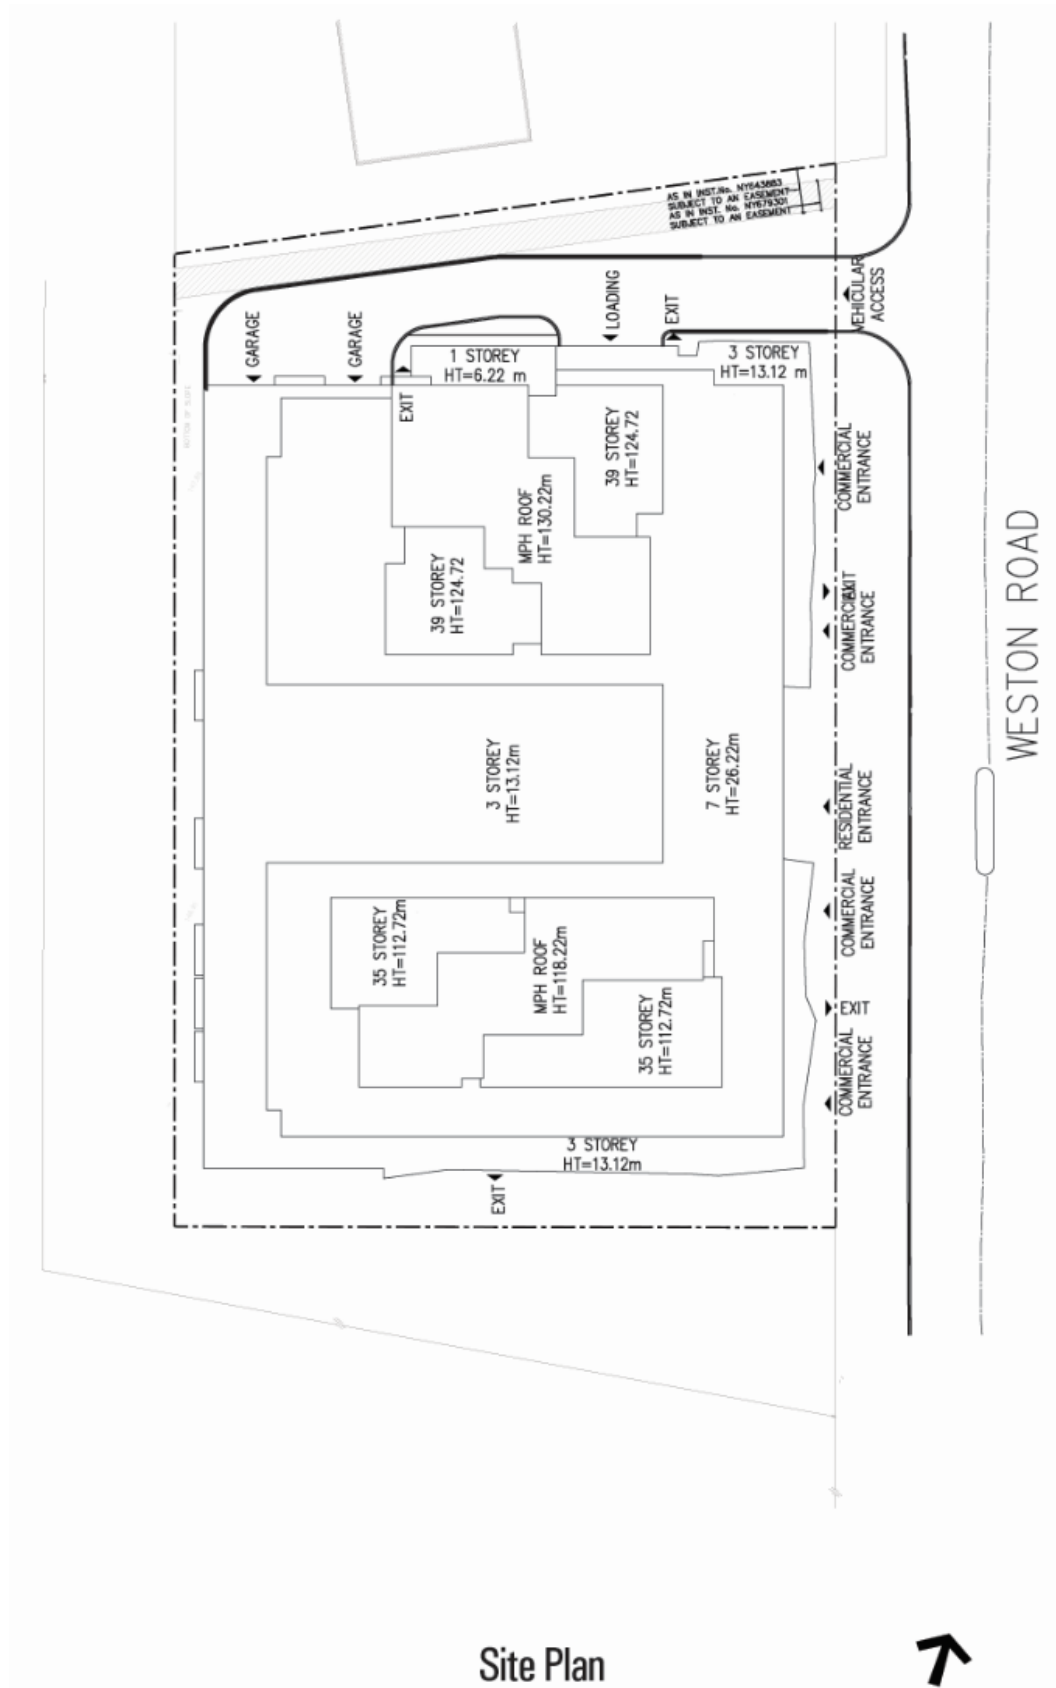 AS IN INST.No. NY643883
SUBJECT TO AN EASEMENT
AS IN INST. No. NY679301
SUBJECT TO AN EASEMENT
VEHICULAR
ACCESS
GARAGE
GARAGE
LOADING
EXIT
1 STOREY
HT=6.22 m
3 STOREY
HT=13.12 m
EXIT
39 STOREY
HT=124.72
MPH ROOF
HT=130.22m
39 STOREY
HT=124.72
COMMERCIAL
ENTRANCE
EXIT
COMMERCIAL
ENTRANCE
WESTON ROAD
3 STOREY
HT=13.12m
7 STOREY
HT=26.22m
RESIDENTIAL
ENTRANCE
COMMERCIAL
ENTRANCE
35 STOREY
HT=112.72m
MPH ROOF
HT=118.22m
35 STOREY
HT=112.72m
EXIT
COMMERCIAL
ENTRANCE
3 STOREY
HT=13.12m
EXIT
Site Plan